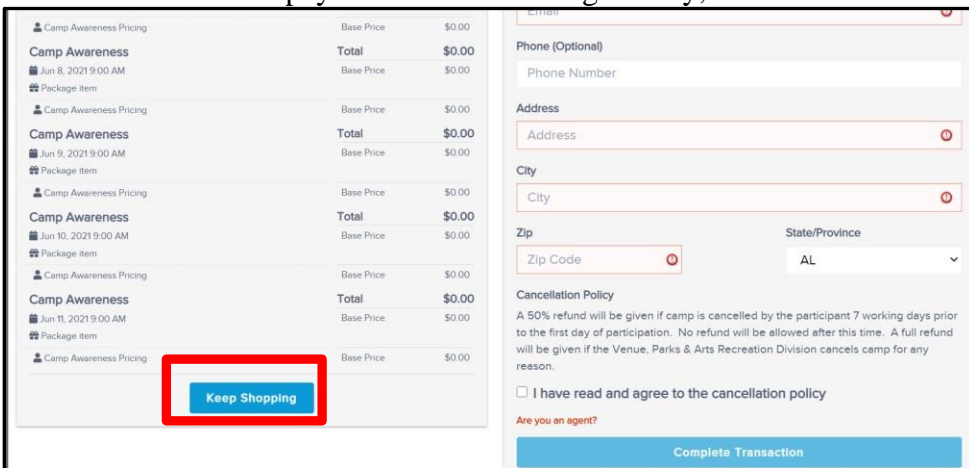 Camp Awareness Pricing Base Price $0.00
Camp Awareness Total $0.00
Jun 8, 2021 9:00 AM Base Price $0.00
Package item
Camp Awareness Pricing Base Price $0.00
Camp Awareness Total $0.00
Jun 9, 2021 9:00 AM Base Price $0.00
Package item
Camp Awareness Pricing Base Price $0.00
Camp Awareness Total $0.00
Jun 10, 2021 9:00 AM Base Price $0.00
Package item
Camp Awareness Pricing Base Price $0.00
Camp Awareness Total $0.00
Jun 11, 2021 9:00 AM Base Price $0.00
Package item
Camp Awareness Pricing Base Price $0.00
Keep Shopping
Email
Phone (Optional)
Phone Number
Address
Address
City
City
Zip State/Province
Zip Code AL
Cancellation Policy
A 50% refund will be given if camp is cancelled by the participant 7 working days prior
to the first day of participation. No refund will be allowed after this time. A full refund
will be given if the Venue, Parks & Arts Recreation Division cancels camp for any
reason.
I have read and agree to the cancellation policy
Are you an agent?
Complete Transaction